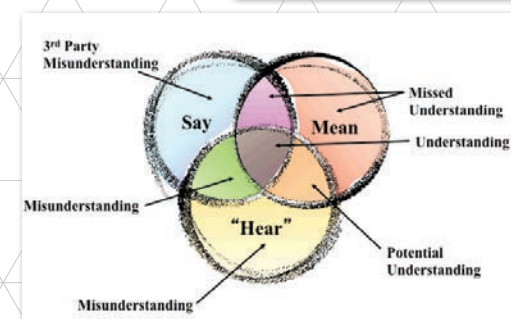 3rd Party
Misunderstanding
Say
Mean
Missed
Understanding
Understanding
Misunderstanding
“Hear”
Potential
Understanding
Misunderstanding